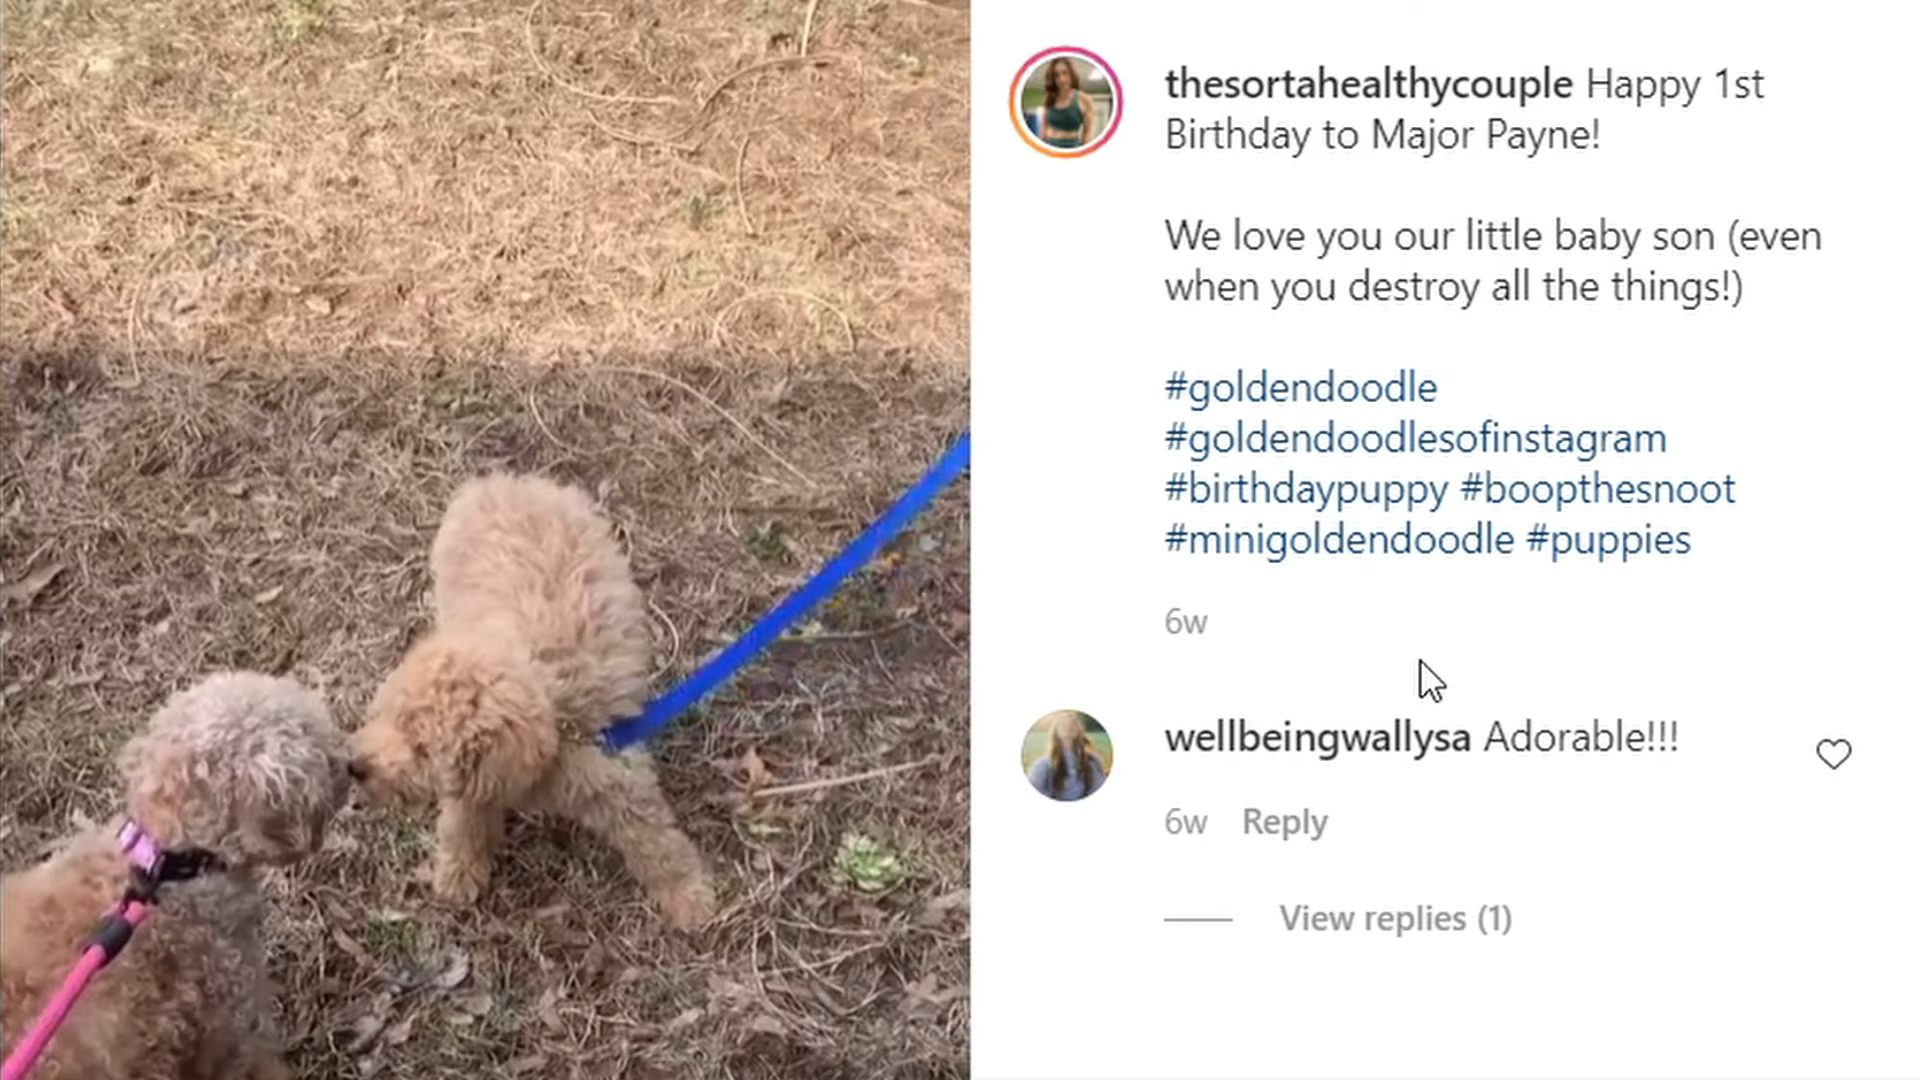 thesortahealthycouple Happy 1st
Birthday to Major Payne!
We love you our little baby son (even
when you destroy all the things!)
#goldendoodle
#goldendoodlesofinstagram
#birthdaypuppy #boopthesnoot
#minigoldendoodle #puppies
6w
wellbeingwallysa Adorable!!!
6w Reply
View replies (1)